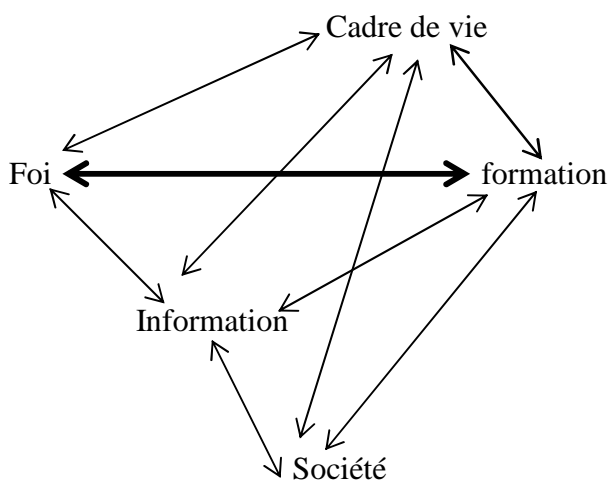 Cadre de vie
Foi
formation
Information
Société